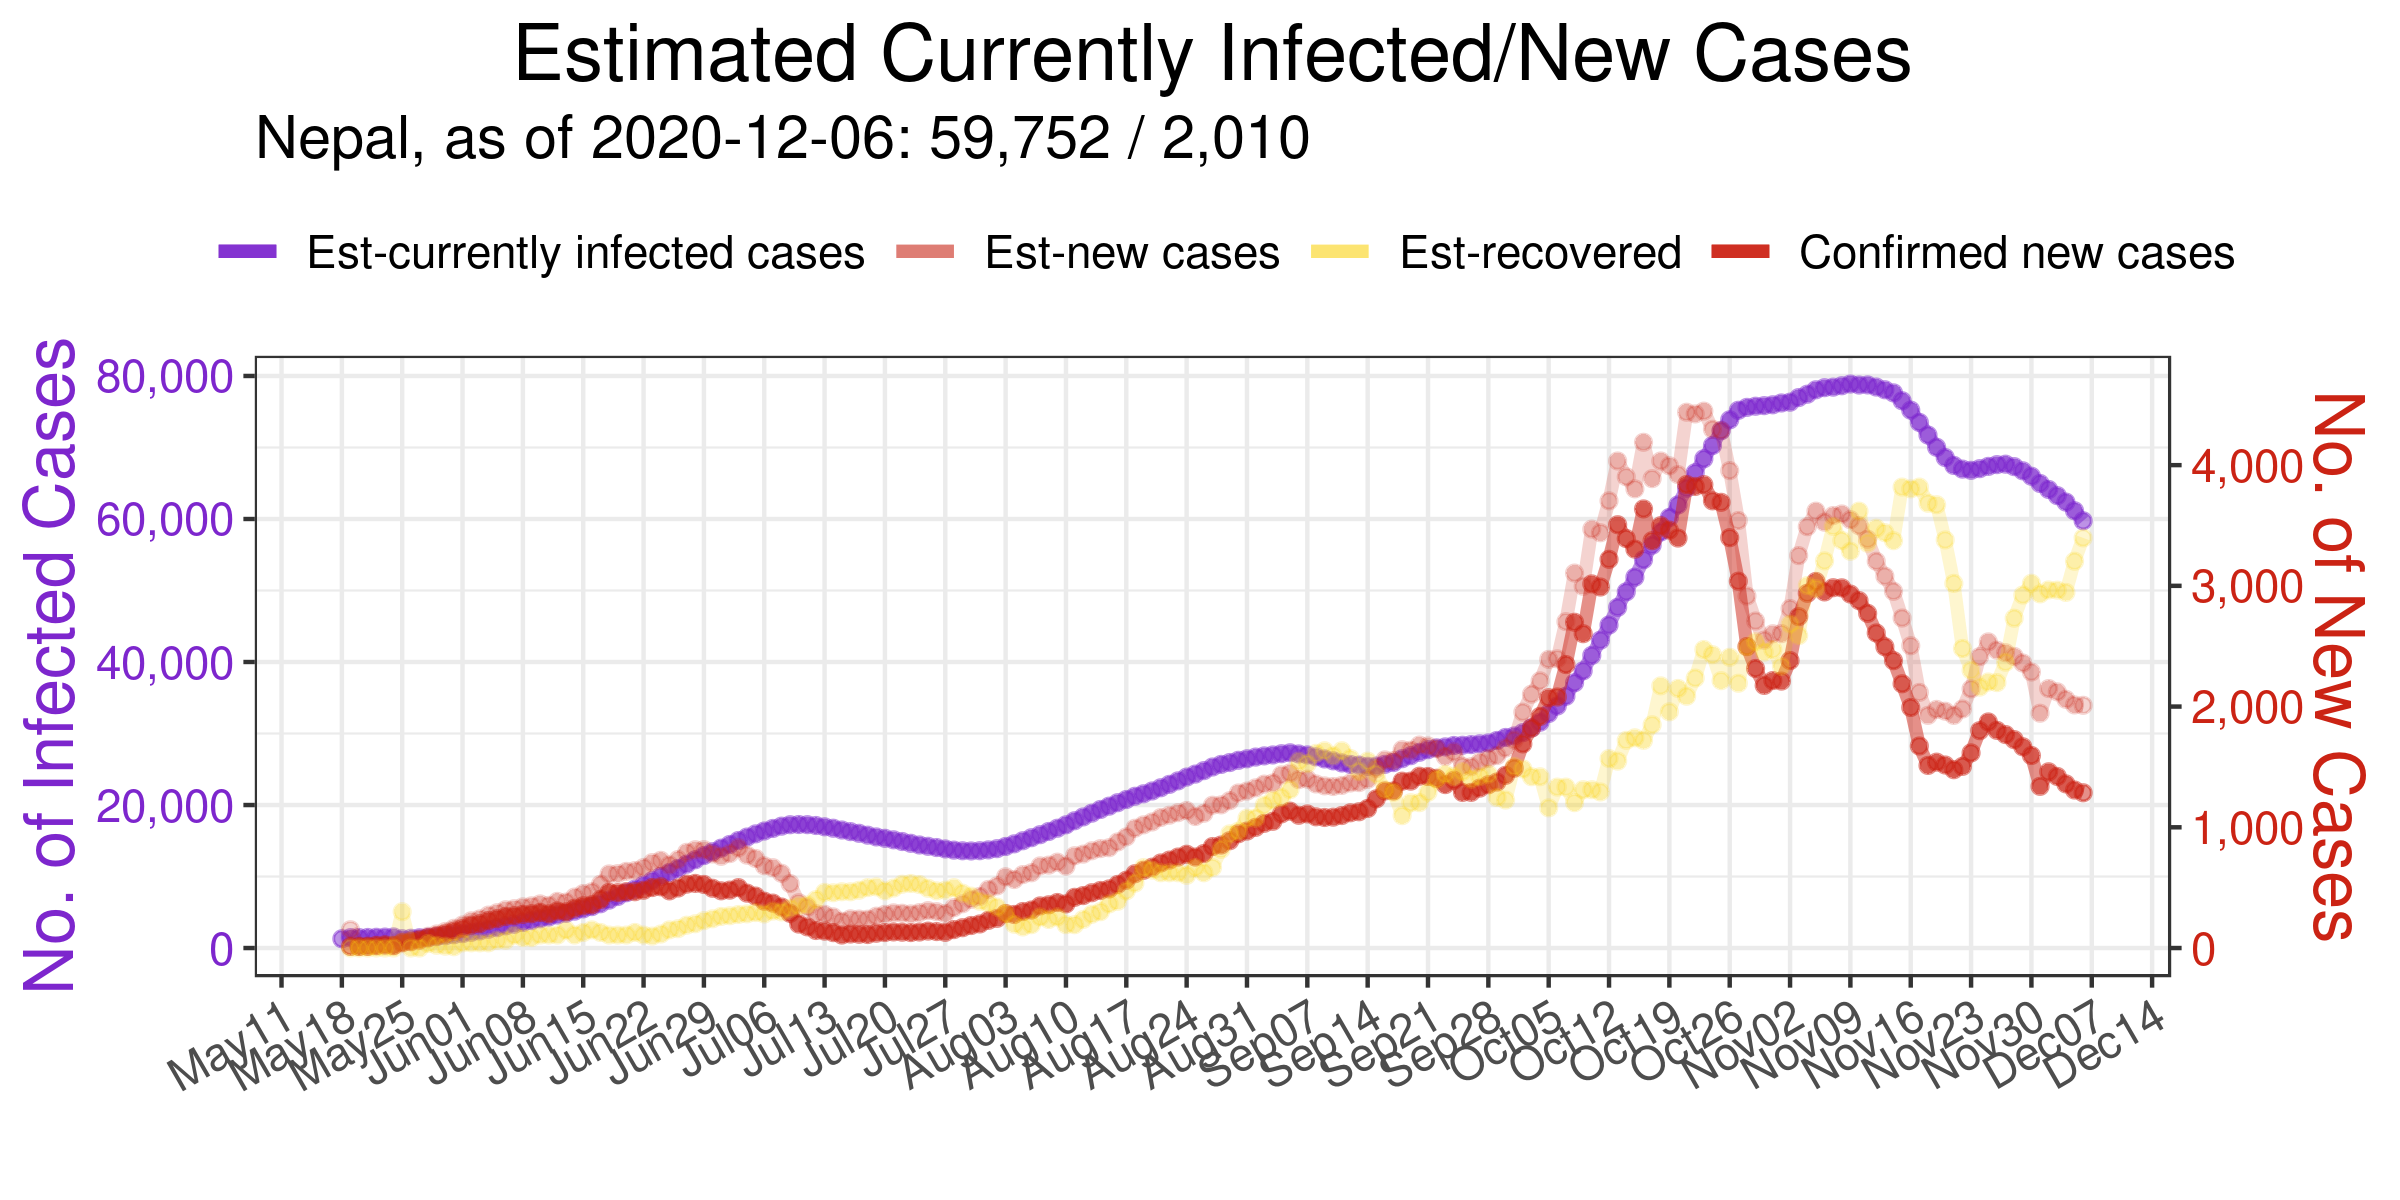 Estimated Currently Infected/New Cases
Nepal, as of 2020-12-06: 59,752 / 2,010
Est-currently infected cases Est-new cases Est-recovered Confirmed new cases
No. of Infected Cases
80,000
60,000
40,000
20,000
0
4,000
3,000
2,000
1,000
0
No. of New Cases
May11 May18 May25 Jun01 Jun08 Jun15 Jun22 Jun29 Jul06 Jul13 Jul20 Jul27 Aug03 Aug10 Aug17 Aug24 Aug31 Sep07 Sep14 Sep21 Sep28 Oct05 Oct12 Oct19 Oct26 Nov02 Nov09 Nov16 Nov23 Nov30 Dec07 Dec14